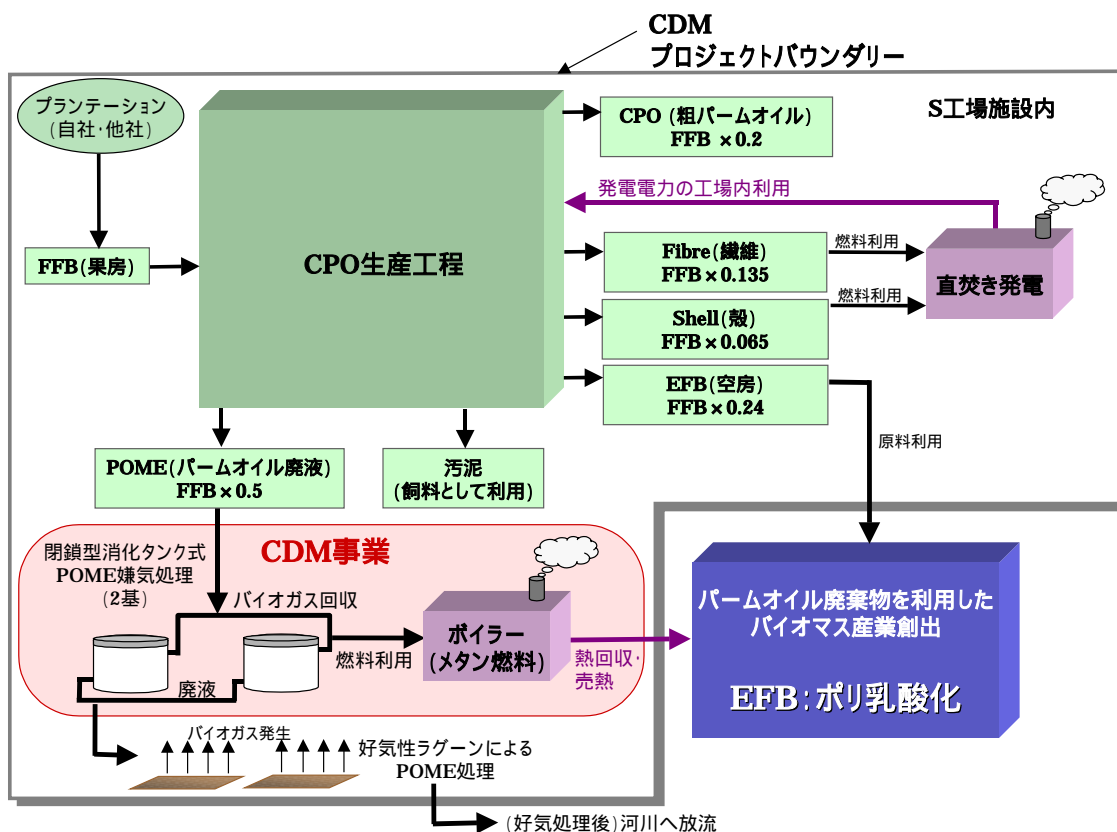 CDM
プロジェクトバウンダリー
プランテーション
(自社･他社)
CPO (粗パームオイル)
FFB ×0.2
S工場施設内
発電電力の工場内利用
FFB(果房)
CPO生産工程
Fibre(繊維)
FFB×0.135
燃料利用
直焚き発電
燃料利用
Shell(殻)
FFB×0.065
EFB(空房)
FFB×0.24
原料利用
POME(パームオイル廃液)
FFB×0.5
汚泥
(飼料として利用)
CDM事業
閉鎖型消化タンク式
POME嫌気処理
(2基)
バイオガス回収
燃料利用
ボイラー
(メタン燃料)
熱回収･
売熱
廃液
パームオイル廃棄物を利用した
バイオマス産業創出
EFB:ポリ乳酸化
バイオガス発生
好気性ラグーンによる
POME処理
(好気処理後)河川へ放流